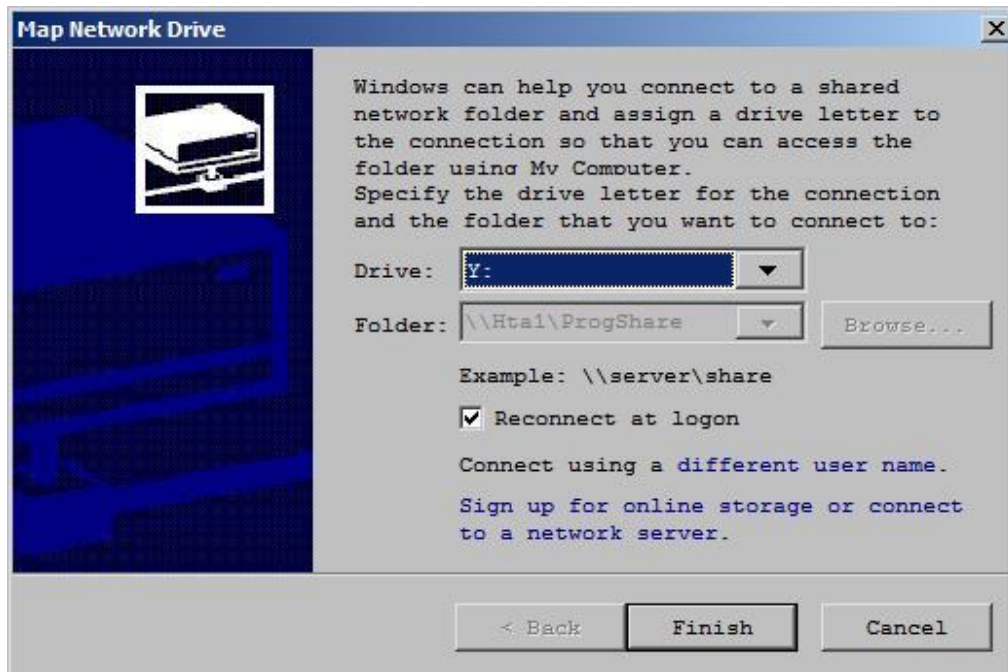 Map Network Drive
Windows can help you connect to a shared
network folder and assign a drive letter to
the connection so that you can access the
folder using My Computer.
Specify the drive letter for the connection
and the folder that you want to connect to:
Drive: Y:
Folder: \\Hta1\ProgShare Browse...
Example: \\server\share
Reconnect at logon
Connect using a different user name.
Sign up for online storage or connect
to a network server.
< Back Finish Cancel